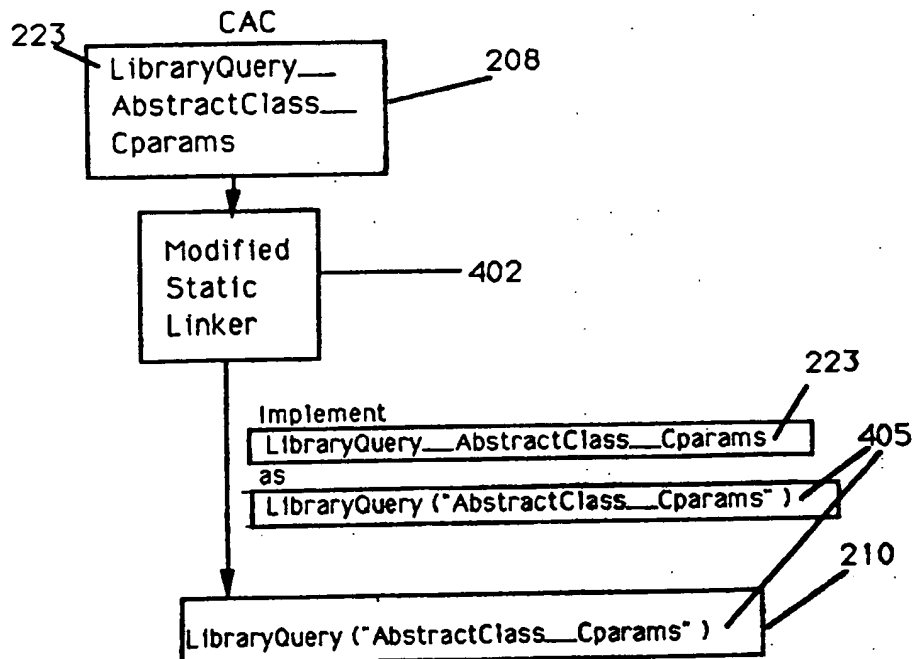 CAC
223
LibraryQuery__
AbstractClass__
Cparams
208
Modified
Static
Linker
402
223
Implement
LibraryQuery__AbstractClass__Cparams
405
as
LibraryQuery ("AbstractClass__Cparams" )
210
LibraryQuery ("AbstractClass__Cparams" )